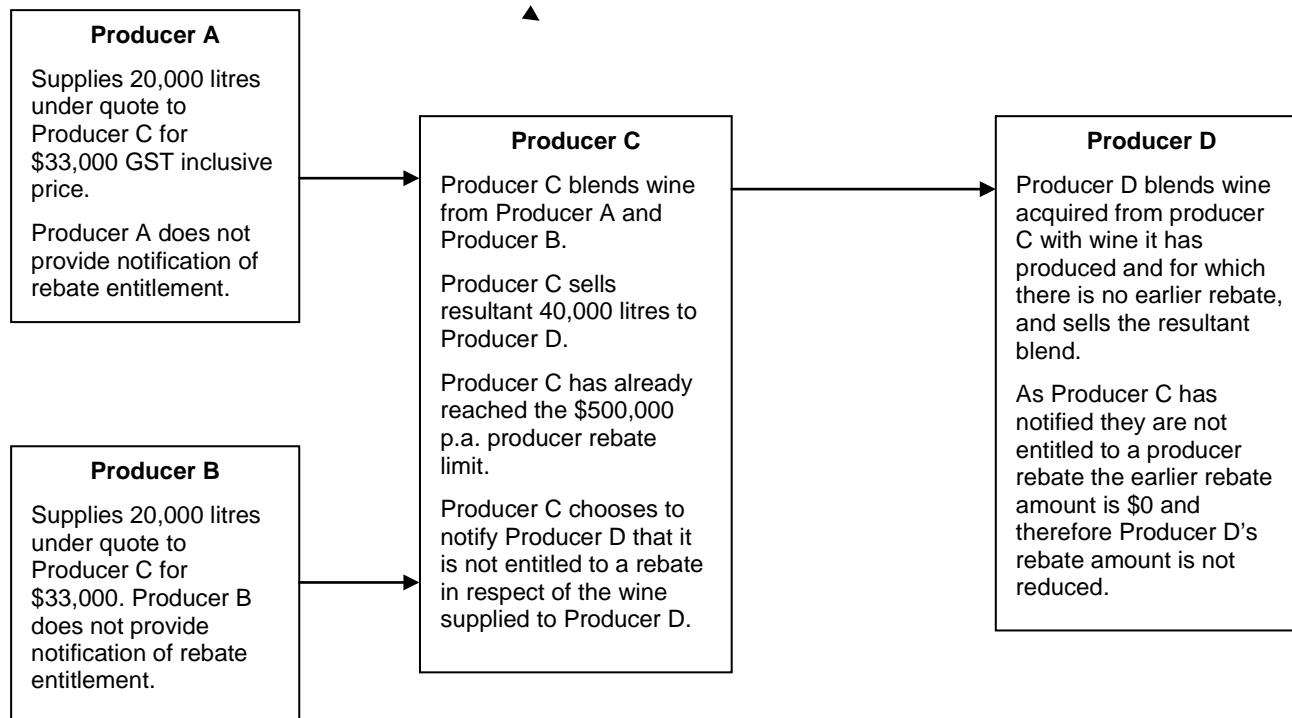 Producer A
Supplies 20,000 litres
under quote to
Producer C for
$33,000 GST inclusive
price.
Producer A does not
provide notification of
rebate entitlement.
Producer B
Supplies 20,000 litres
under quote to
Producer C for
$33,000. Producer B
does not provide
notification of rebate
entitlement.
Producer C
Producer C blends wine
from Producer A and
Producer B.
Producer C sells
resultant 40,000 litres to
Producer D.
Producer C has already
reached the $500,000
p.a. producer rebate
limit.
Producer C chooses to
notify Producer D that it
is not entitled to a rebate
in respect of the wine
supplied to Producer D.
Producer D
Producer D blends wine
acquired from producer
C with wine it has
produced and for which
there is no earlier rebate,
and sells the resultant
blend.
As Producer C has
notified they are not
entitled to a producer
rebate the earlier rebate
amount is $0 and
therefore Producer D’s
rebate amount is not
reduced.